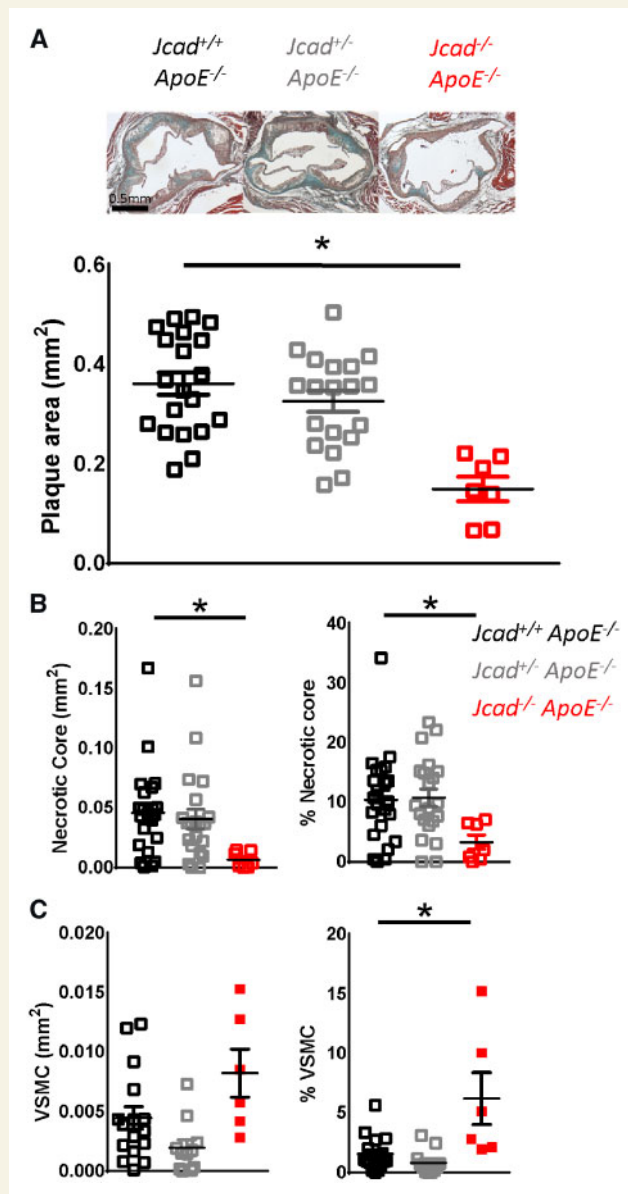 A
Jcad+/+ Jcad+/- Jcad-/-
ApoE-/- ApoE-/- ApoE-/-
0.5mm
*
Plaque area (mm²)
0.6
0.4
0.2
0.0
B
*
Necrotic Core (mm²)
0.20
0.15
0.10
0.05
0.00
*
% Necrotic core
40
30
20
10
0
Jcad+/+ ApoE-/-
Jcad+/- ApoE-/-
Jcad-/- ApoE-/-
C
VSMC (mm²)
0.020
0.015
0.010
0.005
0.000
*
% VSMC
20
15
10
5
0